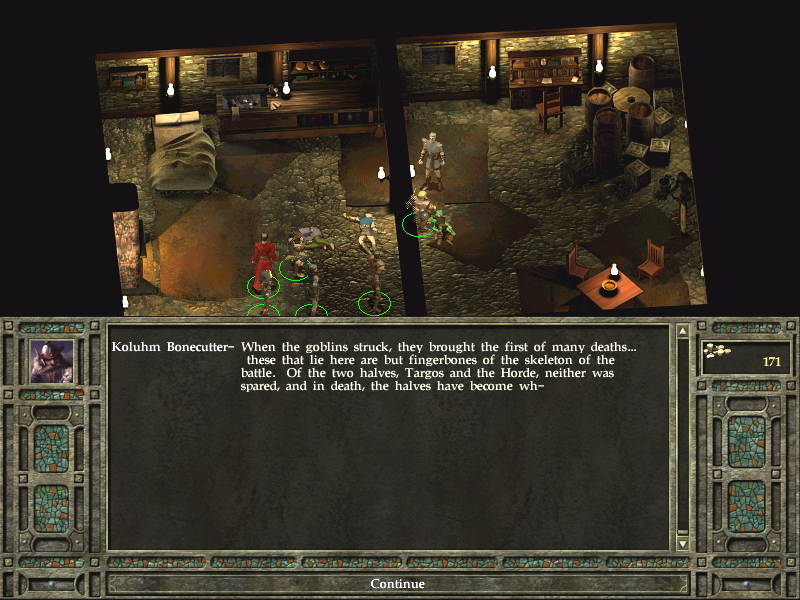 Koluhm Bonecutter– When the goblins struck, they brought the first of many deaths...
these that lie here are but fingerbones of the skeleton of the
battle. Of the two halves, Targos and the Horde, neither was
spared, and in death, the halves have become wh–
171
Continue